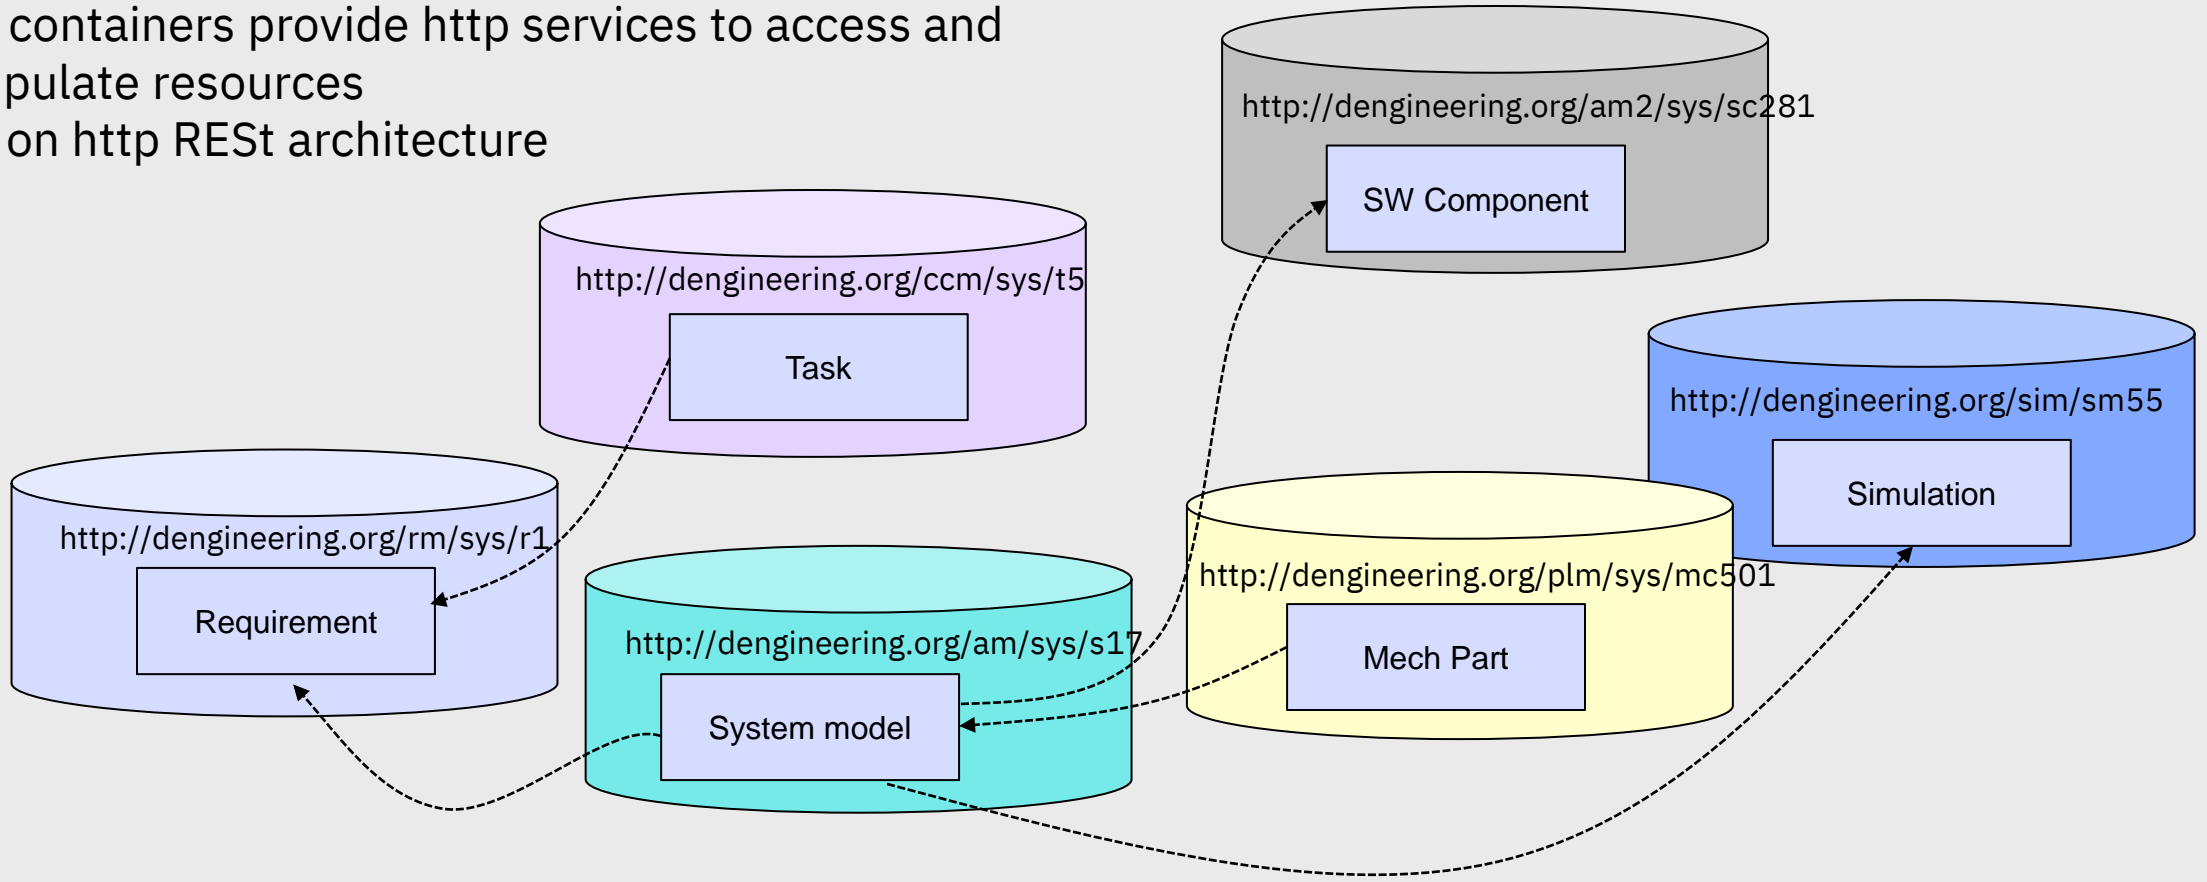 containers provide http services to access and
pulate resources
on http RESt architecture
http://dengineering.org/am2/sys/sc281
SW Component
http://dengineering.org/ccm/sys/t5
Task
http://dengineering.org/sim/sm55
Simulation
http://dengineering.org/rm/sys/r1
Requirement
http://dengineering.org/plm/sys/mc501
Mech Part
http://dengineering.org/am/sys/s17
System model